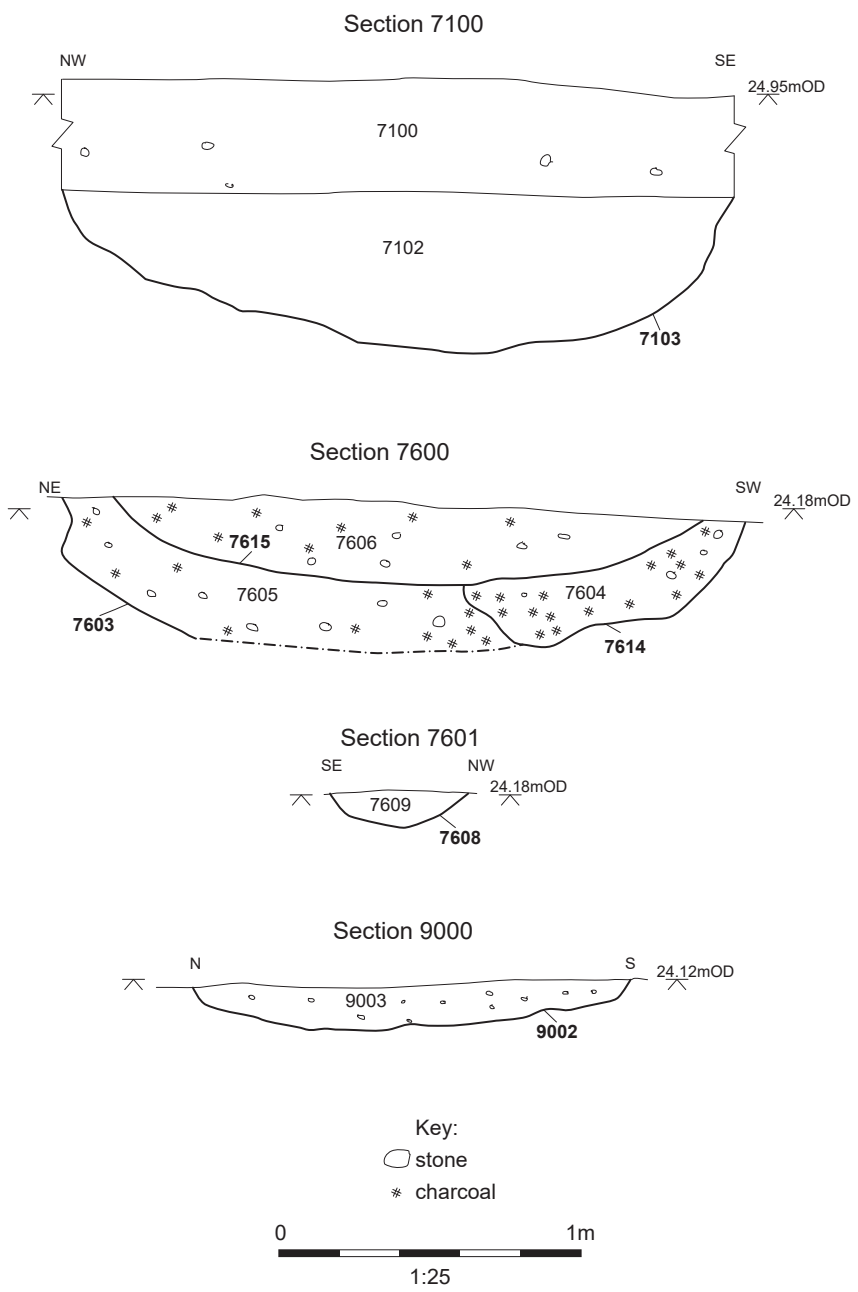 Section 7100
NW SE
24.95mOD
7100
7102
7103
Section 7600
NE SW
24.18mOD
7615 7606
7605 7604
7603
7614
Section 7601
SE NW
24.18mOD
7609
7608
Section 9000
N S
24.12mOD
9003
9002
Key:
stone
charcoal
0 1m
1:25